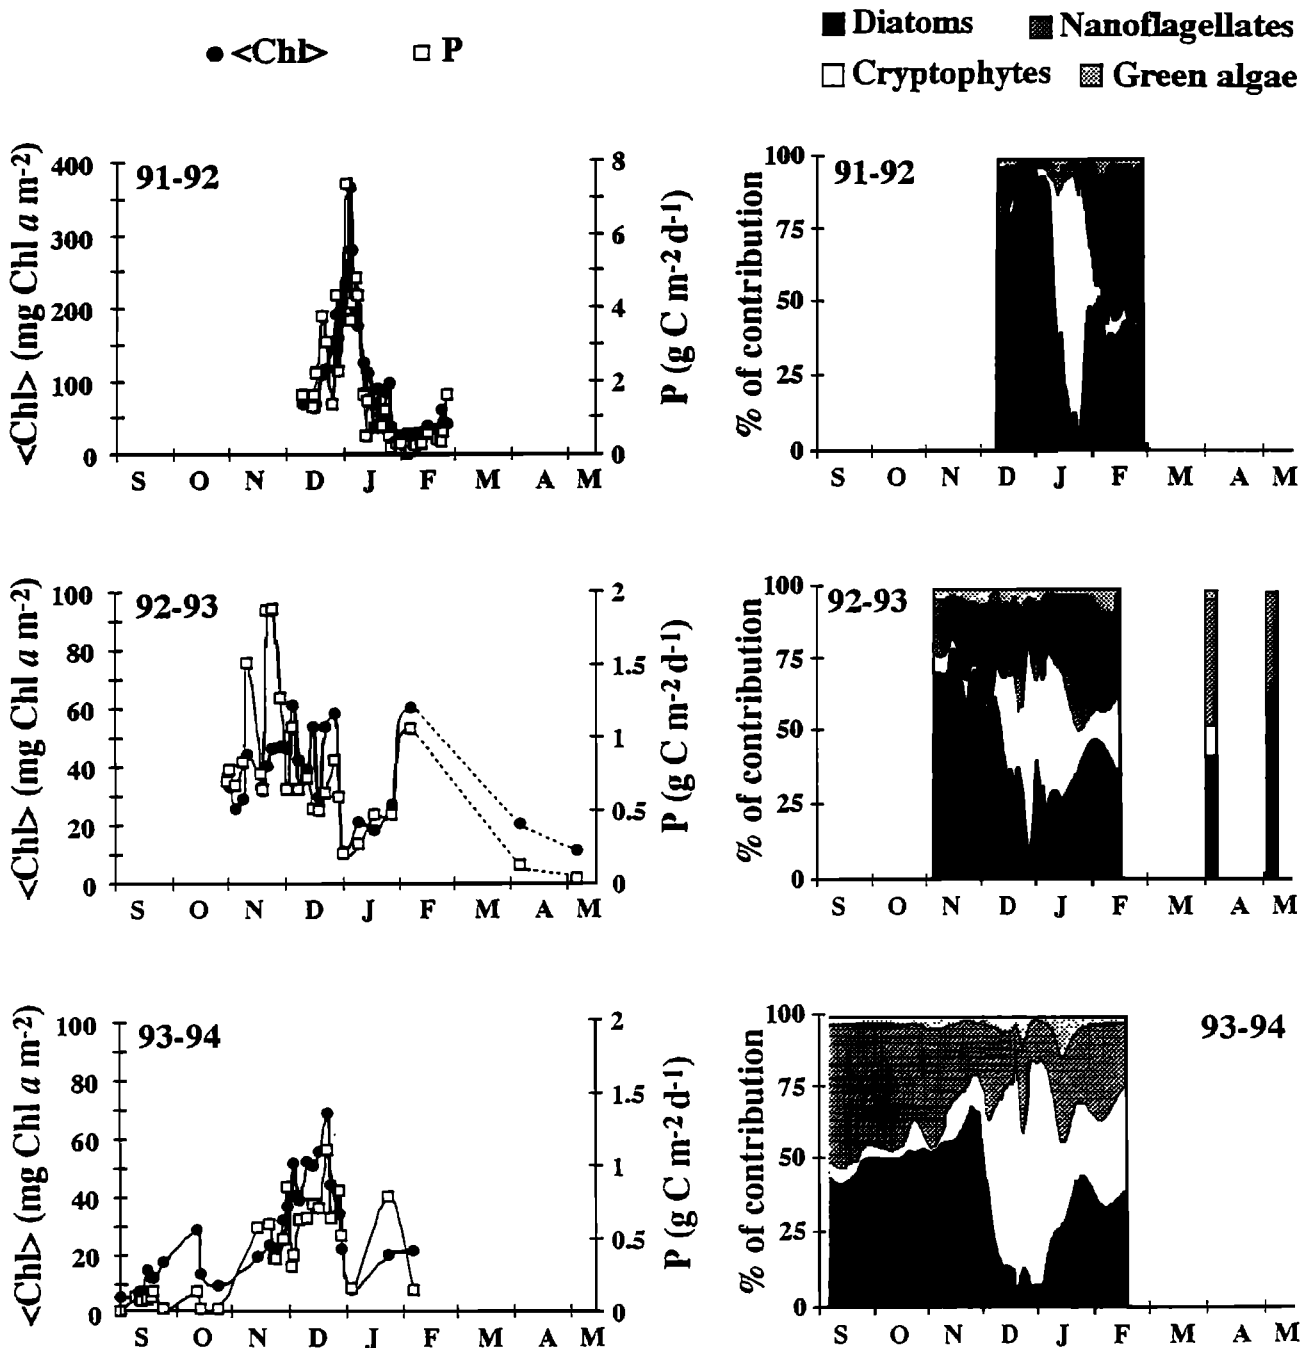 <Chl> P
Diatoms Nanoflagellates
Cryptophytes Green algae
<Chl> (mg Chl a m-2)
91-92
400
300
200
100
0
8
6
4
2
0
P (g C m-2 d-1)
S O N D J F M A M
% of contribution
91-92
100
75
50
25
0
S O N D J F M A M
<Chl> (mg Chl a m-2)
92-93
100
80
60
40
20
0
2
1.5
1
0.5
0
P (g C m-2 d-1)
S O N D J F M A M
% of contribution
92-93
100
75
50
25
0
S O N D J F M A M
<Chl> (mg Chl a m-2)
93-94
100
80
60
40
20
0
2
1.5
1
0.5
0
P (g C m-2 d-1)
S O N D J F M A M
% of contribution
93-94
100
75
50
25
0
S O N D J F M A M